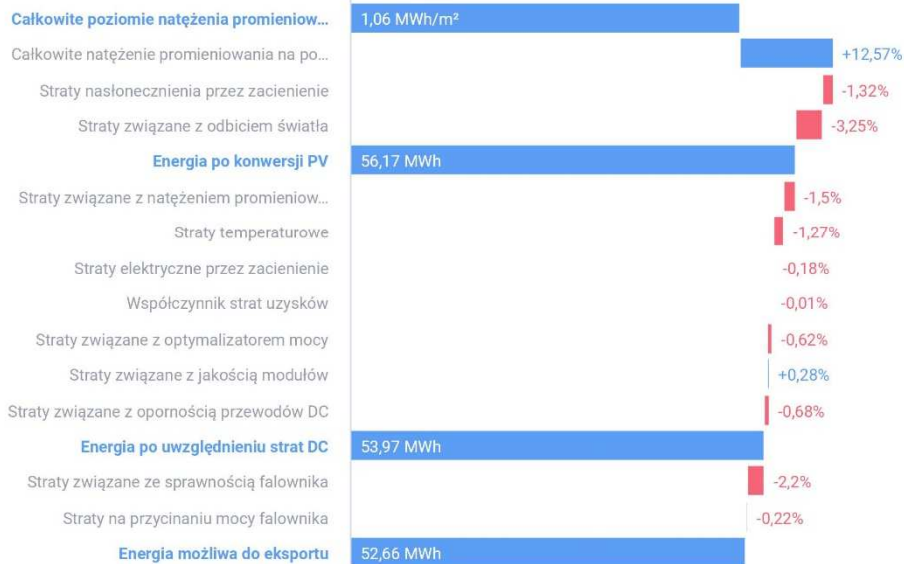 Całkowite poziomie natężenia promieniow... 1,06 MWh/m²
Całkowite natężenie promieniowania na po... +12,57%
Straty nasłonecznienia przez zacienienie -1,32%
Straty związane z odbiciem światła -3,25%
Energia po konwersji PV 56,17 MWh
Straty związane z natężeniem promieniow... -1,5%
Straty temperaturowe -1,27%
Straty elektryczne przez zacienienie -0,18%
Współczynnik strat uzysków -0,01%
Straty związane z optymalizatorem mocy -0,62%
Straty związane z jakością modułów +0,28%
Straty związane z opornością przewodów DC -0,68%
Energia po uwzględnieniu strat DC 53,97 MWh
Straty związane ze sprawnością falownika -2,2%
Straty na przycinaniu mocy falownika -0,22%
Energia możliwa do eksportu 52,66 MWh